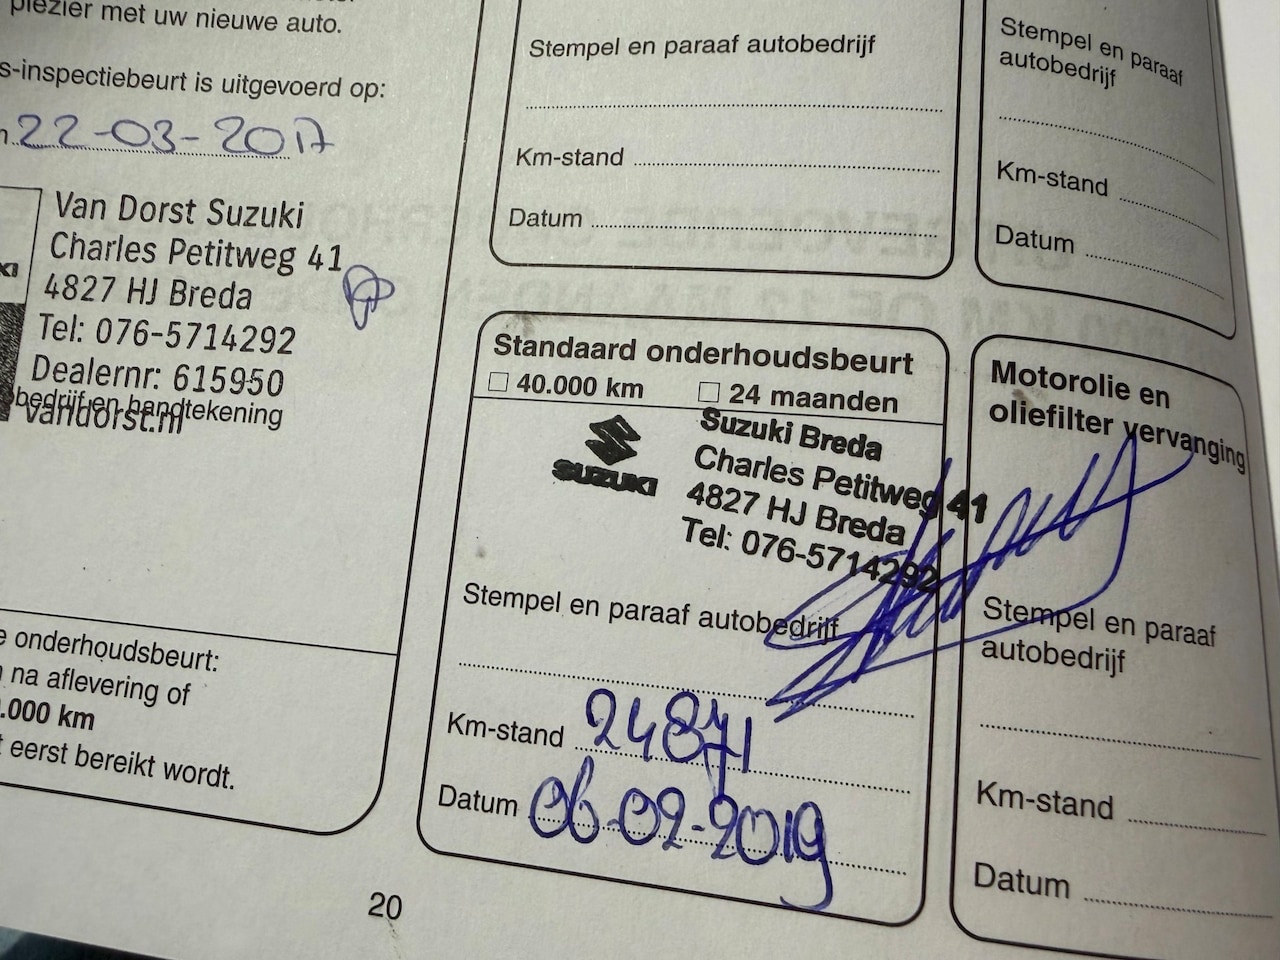 plezier met uw nieuwe auto.
s-inspectiebeurt is uitgevoerd op:
22-03-2017
Van Dorst Suzuki
Charles Petitweg 41
4827 HJ Breda
Tel: 076-5714292
Dealernr: 615950
bedrijf en handtekening
vandorst.nl
e onderhoudsbeurt:
na aflevering of
.000 km
t eerst bereikt wordt.
Stempel en paraaf autobedrijf
Km-stand
Datum
Standaard onderhoudsbeurt
40.000 km 24 maanden
SUZUKI
Suzuki Breda
Charles Petitweg 41
4827 HJ Breda
Tel: 076-5714292
Stempel en paraaf autobedrijf
Km-stand 24871
Datum 06-02-2019
20
Stempel en paraaf
autobedrijf
Km-stand
Datum
Motorolie en
oliefilter vervanging
Stempel en paraaf
autobedrijf
Km-stand
Datum